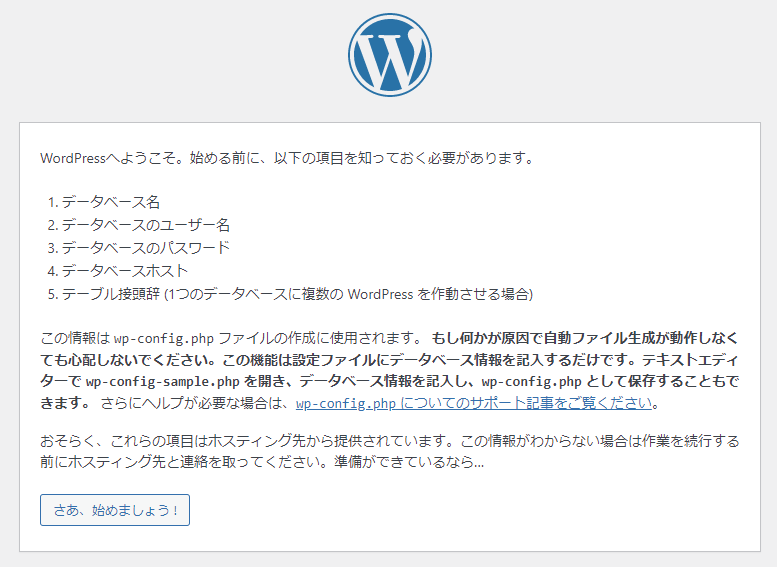 WordPressへようこそ。始める前に、以下の項目を知っておく必要があります。
1. データベース名
2. データベースのユーザー名
3. データベースのパスワード
4. データベースホスト
5. テーブル接頭辞 (1つのデータベースに複数の WordPress を作動させる場合)
この情報は wp-config.php ファイルの作成に使用されます。 もし何かが原因で自動ファイル生成が動作しなく
ても心配しないでください。この機能は設定ファイルにデータベース情報を記入するだけです。テキストエディ
ターで wp-config-sample.php を開き、データベース情報を記入し、wp-config.php として保存することもで
きます。 さらにヘルプが必要な場合は、wp-config.php についてのサポート記事をご覧ください。
おそらく、これらの項目はホスティング先から提供されています。この情報がわからない場合は作業を続行する
前にホスティング先と連絡を取ってください。準備ができているなら…
さあ、始めましょう !